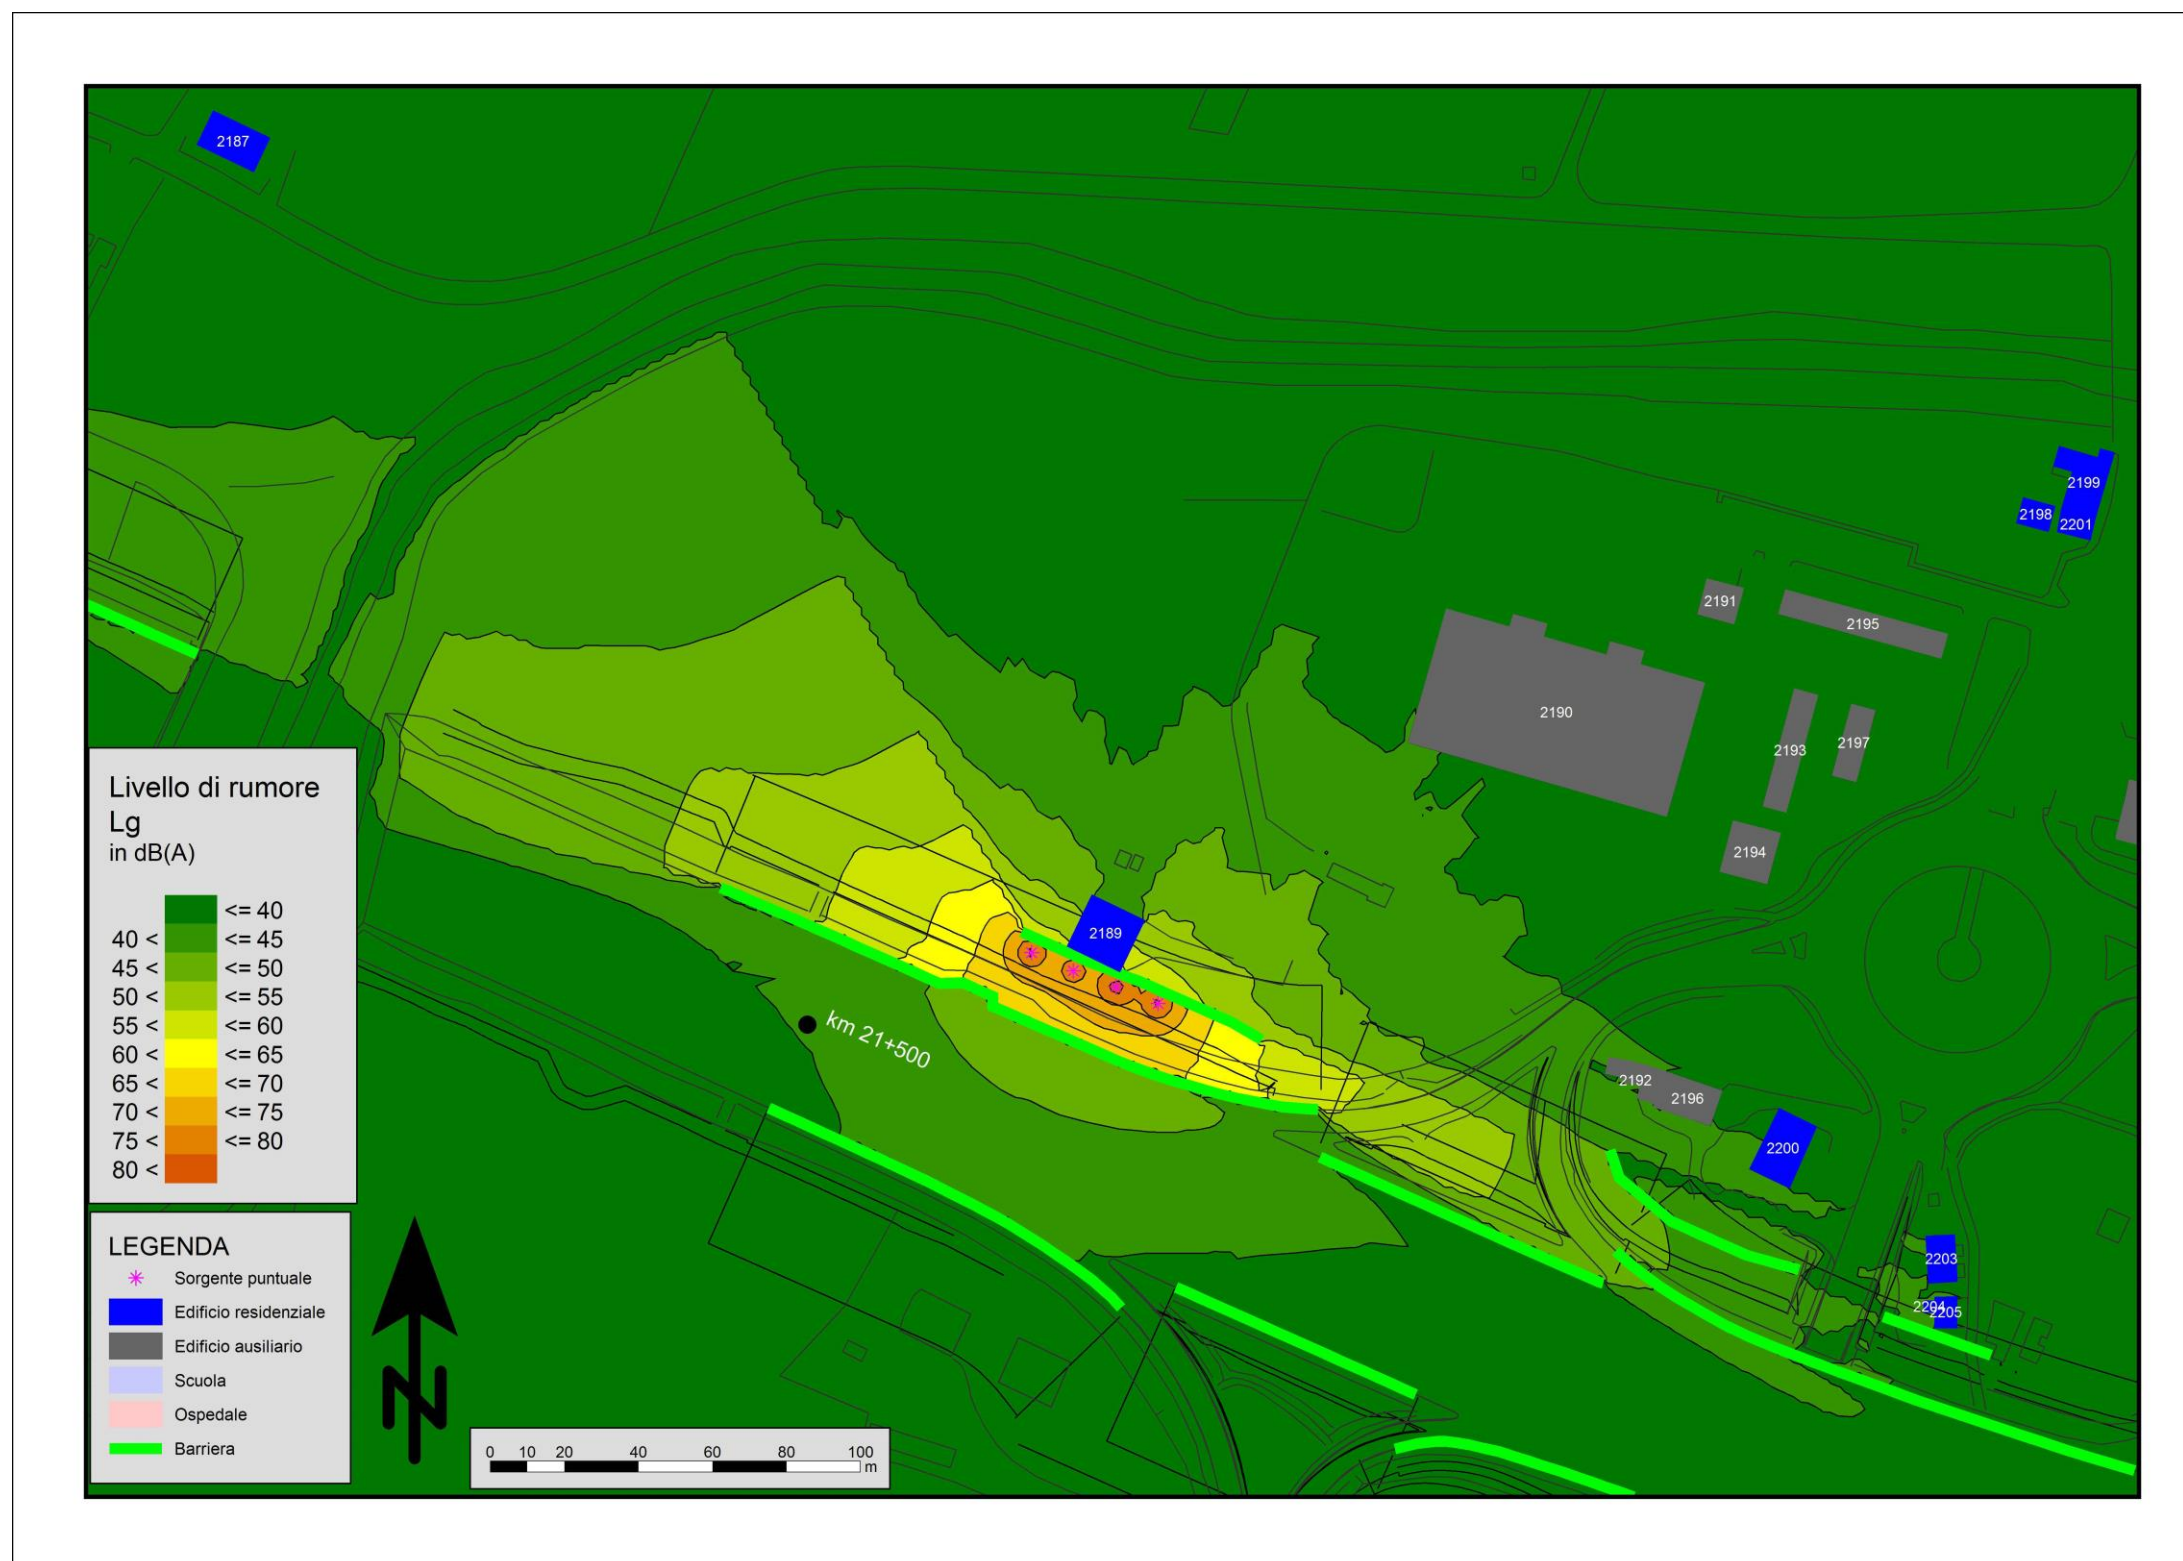 2187
2199
2198
2201
2191
2195
2190
2193
2197
2194
2189
km 21+500
2192
2196
2200
2203
2204
2205
Livello di rumore
Lg
in dB(A)
<= 40
40 < <= 45
45 < <= 50
50 < <= 55
55 < <= 60
60 < <= 65
65 < <= 70
70 < <= 75
75 < <= 80
80 <
LEGENDA
Sorgente puntuale
Edificio residenziale
Edificio ausiliario
Scuola
Ospedale
Barriera
N
0 10 20 40 60 80 100
m